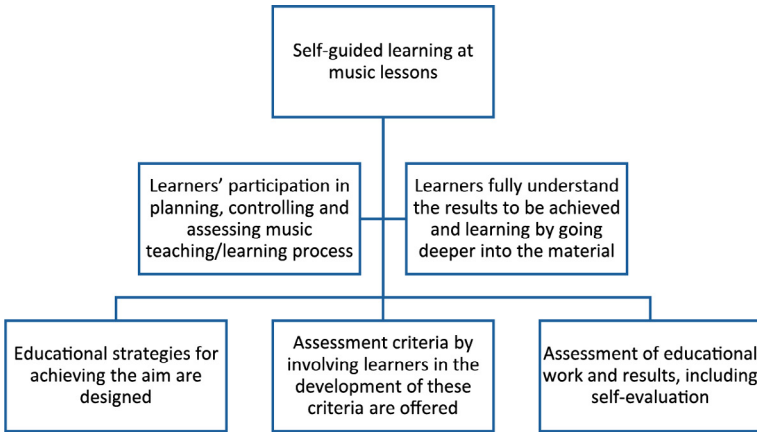 Self-guided learning at
music lessons
Learners’ participation in
planning, controlling and
assessing music
teaching/learning process
Learners fully understand
the results to be achieved
and learning by going
deeper into the material
Educational strategies for
achieving the aim are
designed
Assessment criteria by
involving learners in the
development of these
criteria are offered
Assessment of educational
work and results, including
self-evaluation